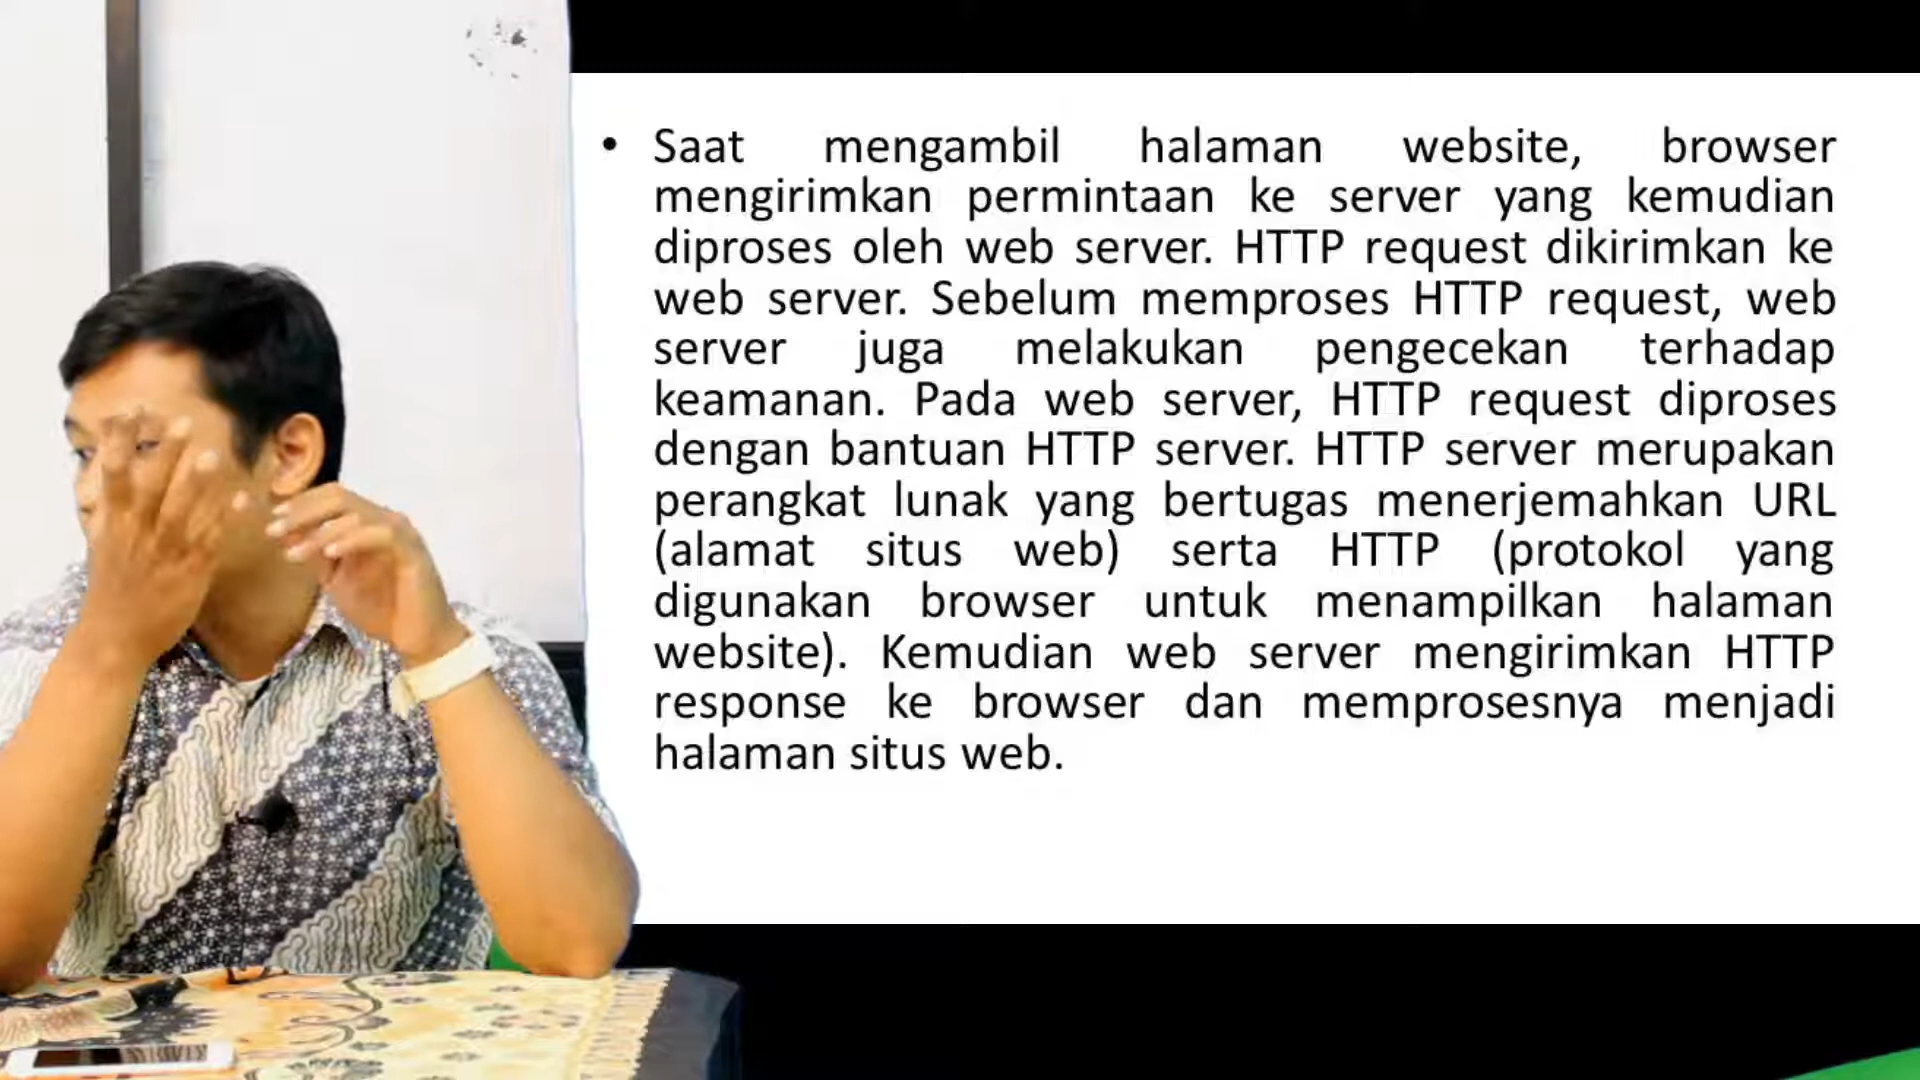 • Saat mengambil halaman website, browser
mengirimkan permintaan ke server yang kemudian
diproses oleh web server. HTTP request dikirimkan ke
web server. Sebelum memproses HTTP request, web
server juga melakukan pengecekan terhadap
keamanan. Pada web server, HTTP request diproses
dengan bantuan HTTP server. HTTP server merupakan
perangkat lunak yang bertugas menerjemahkan URL
(alamat situs web) serta HTTP (protokol yang
digunakan browser untuk menampilkan halaman
website). Kemudian web server mengirimkan HTTP
response ke browser dan memprosesnya menjadi
halaman situs web.